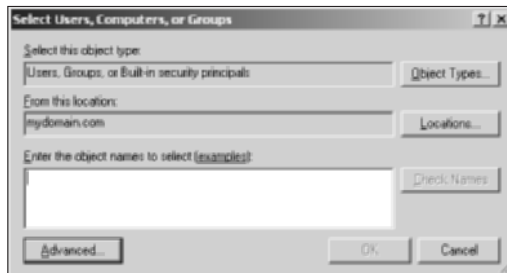 Select Users, Computers, or Groups
Select this object type:
Users, Groups, or Built-in security principals
Object Types...
From this location:
mydomain.com
Locations...
Enter the object names to select (examples):
Check Names
Advanced...
OK
Cancel